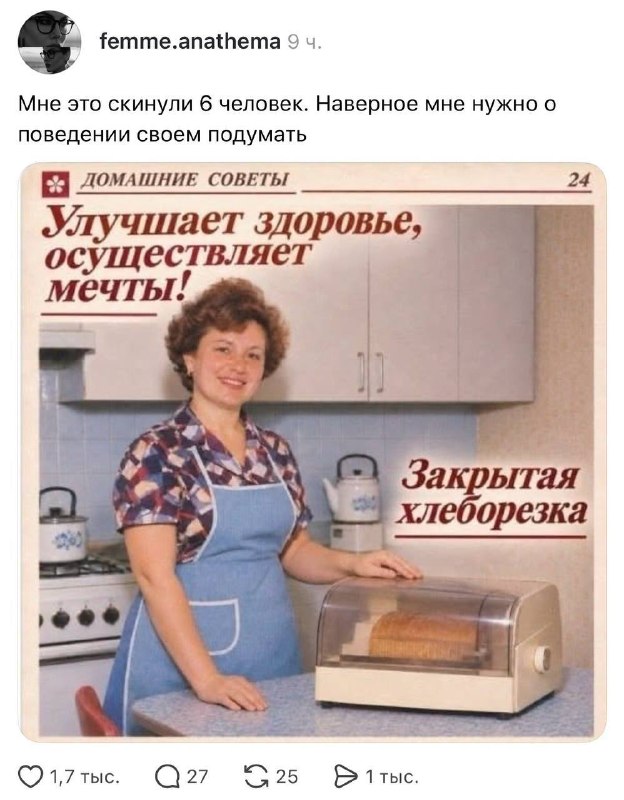 femme.anathema 9 ч.
Мне это скинули 6 человек. Наверное мне нужно о
поведении своем подумать
ДОМАШНИЕ СОВЕТЫ 24
Улучшает здоровье,
осуществляет
мечты!
Закрытая
хлеборезка
1,7 тыс. 27 25 1 тыс.